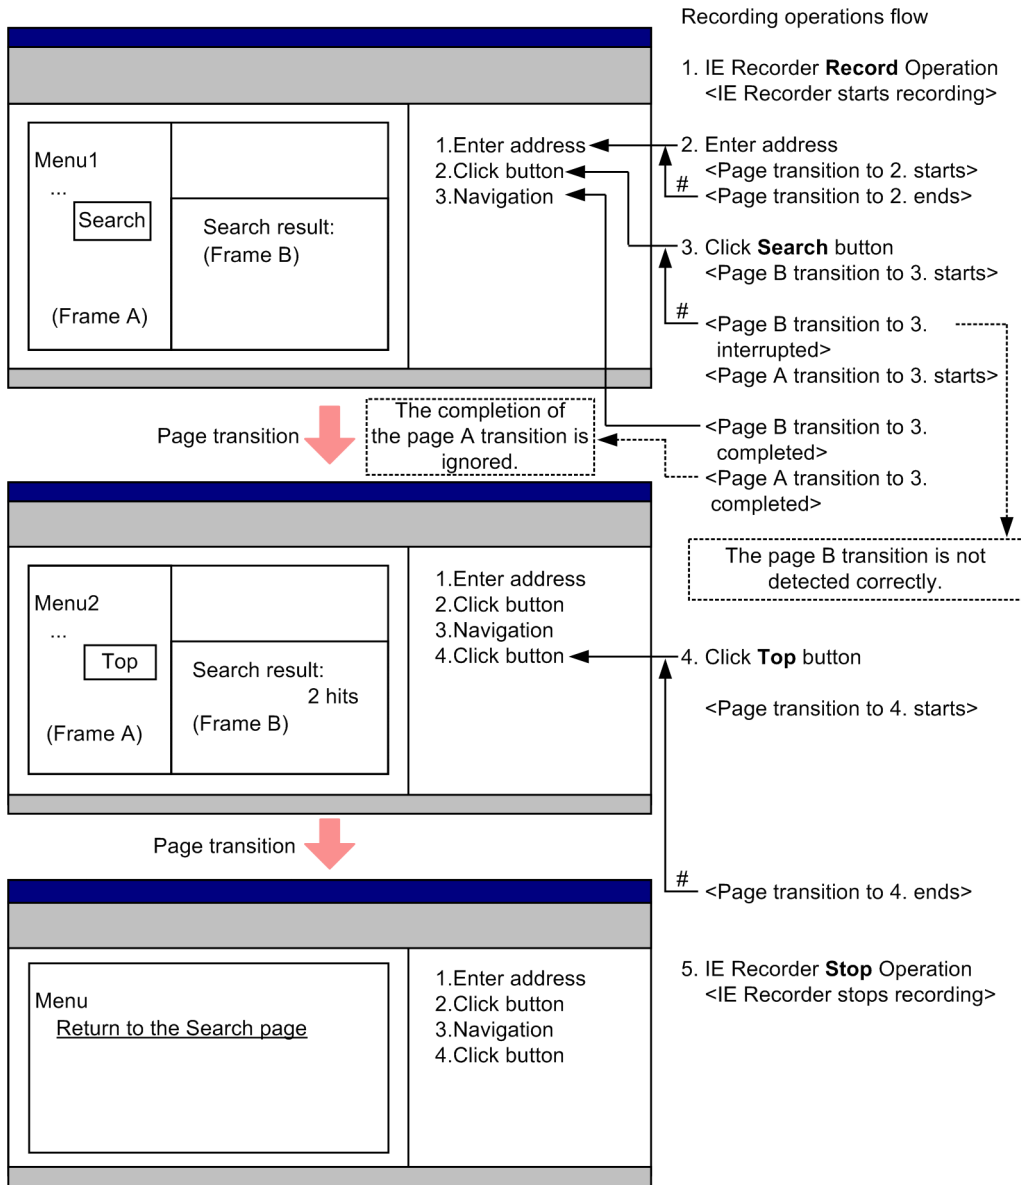 Recording operations flow
1. IE Recorder Record Operation
<IE Recorder starts recording>
Menu1
...
Search
(Frame A)
Search result:
(Frame B)
1.Enter address
2.Click button
3.Navigation
2. Enter address
<Page transition to 2. starts>
#
<Page transition to 2. ends>
3. Click Search button
<Page B transition to 3. starts>
#
<Page B transition to 3.
interrupted>
<Page A transition to 3. starts>
Page transition
The completion of
the page A transition is
ignored.
<Page B transition to 3.
completed>
<Page A transition to 3.
completed>
The page B transition is not
detected correctly.
Menu2
...
Top
(Frame A)
Search result:
2 hits
(Frame B)
1.Enter address
2.Click button
3.Navigation
4.Click button
4. Click Top button
<Page transition to 4. starts>
Page transition
#
<Page transition to 4. ends>
Menu
Return to the Search page
1.Enter address
2.Click button
3.Navigation
4.Click button
5. IE Recorder Stop Operation
<IE Recorder stops recording>